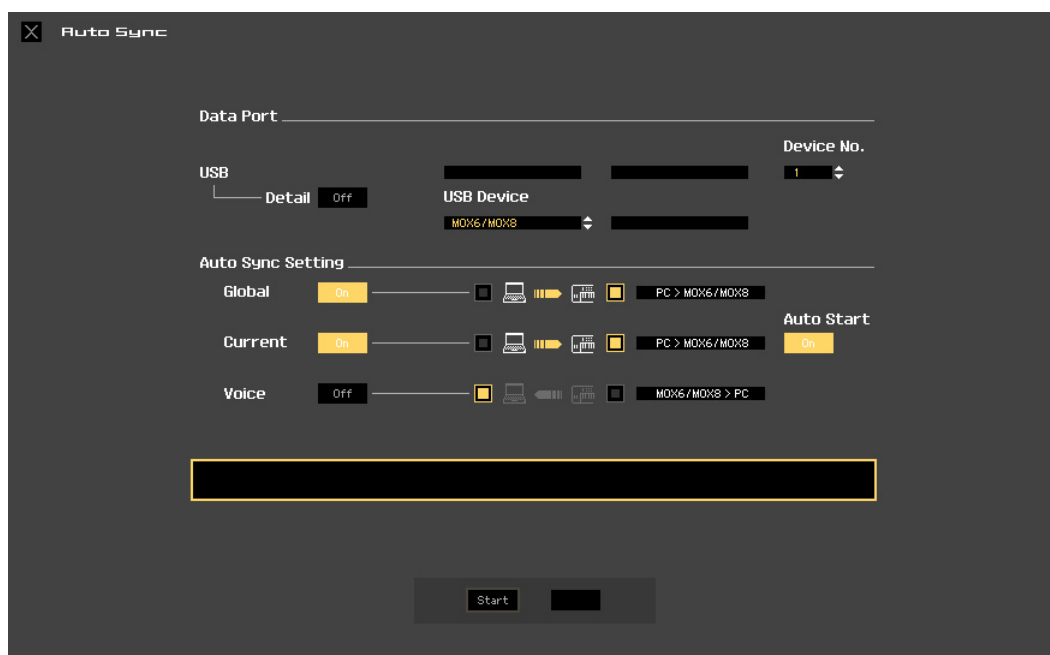 Auto Sync
Data Port
Device No.
USB
1
Detail Off
USB Device
MOX6/MOX8
Auto Sync Setting
Global On PC > MOX6/MOX8
Auto Start
Current On PC > MOX6/MOX8 On
Voice Off MOX6/MOX8 > PC
Start